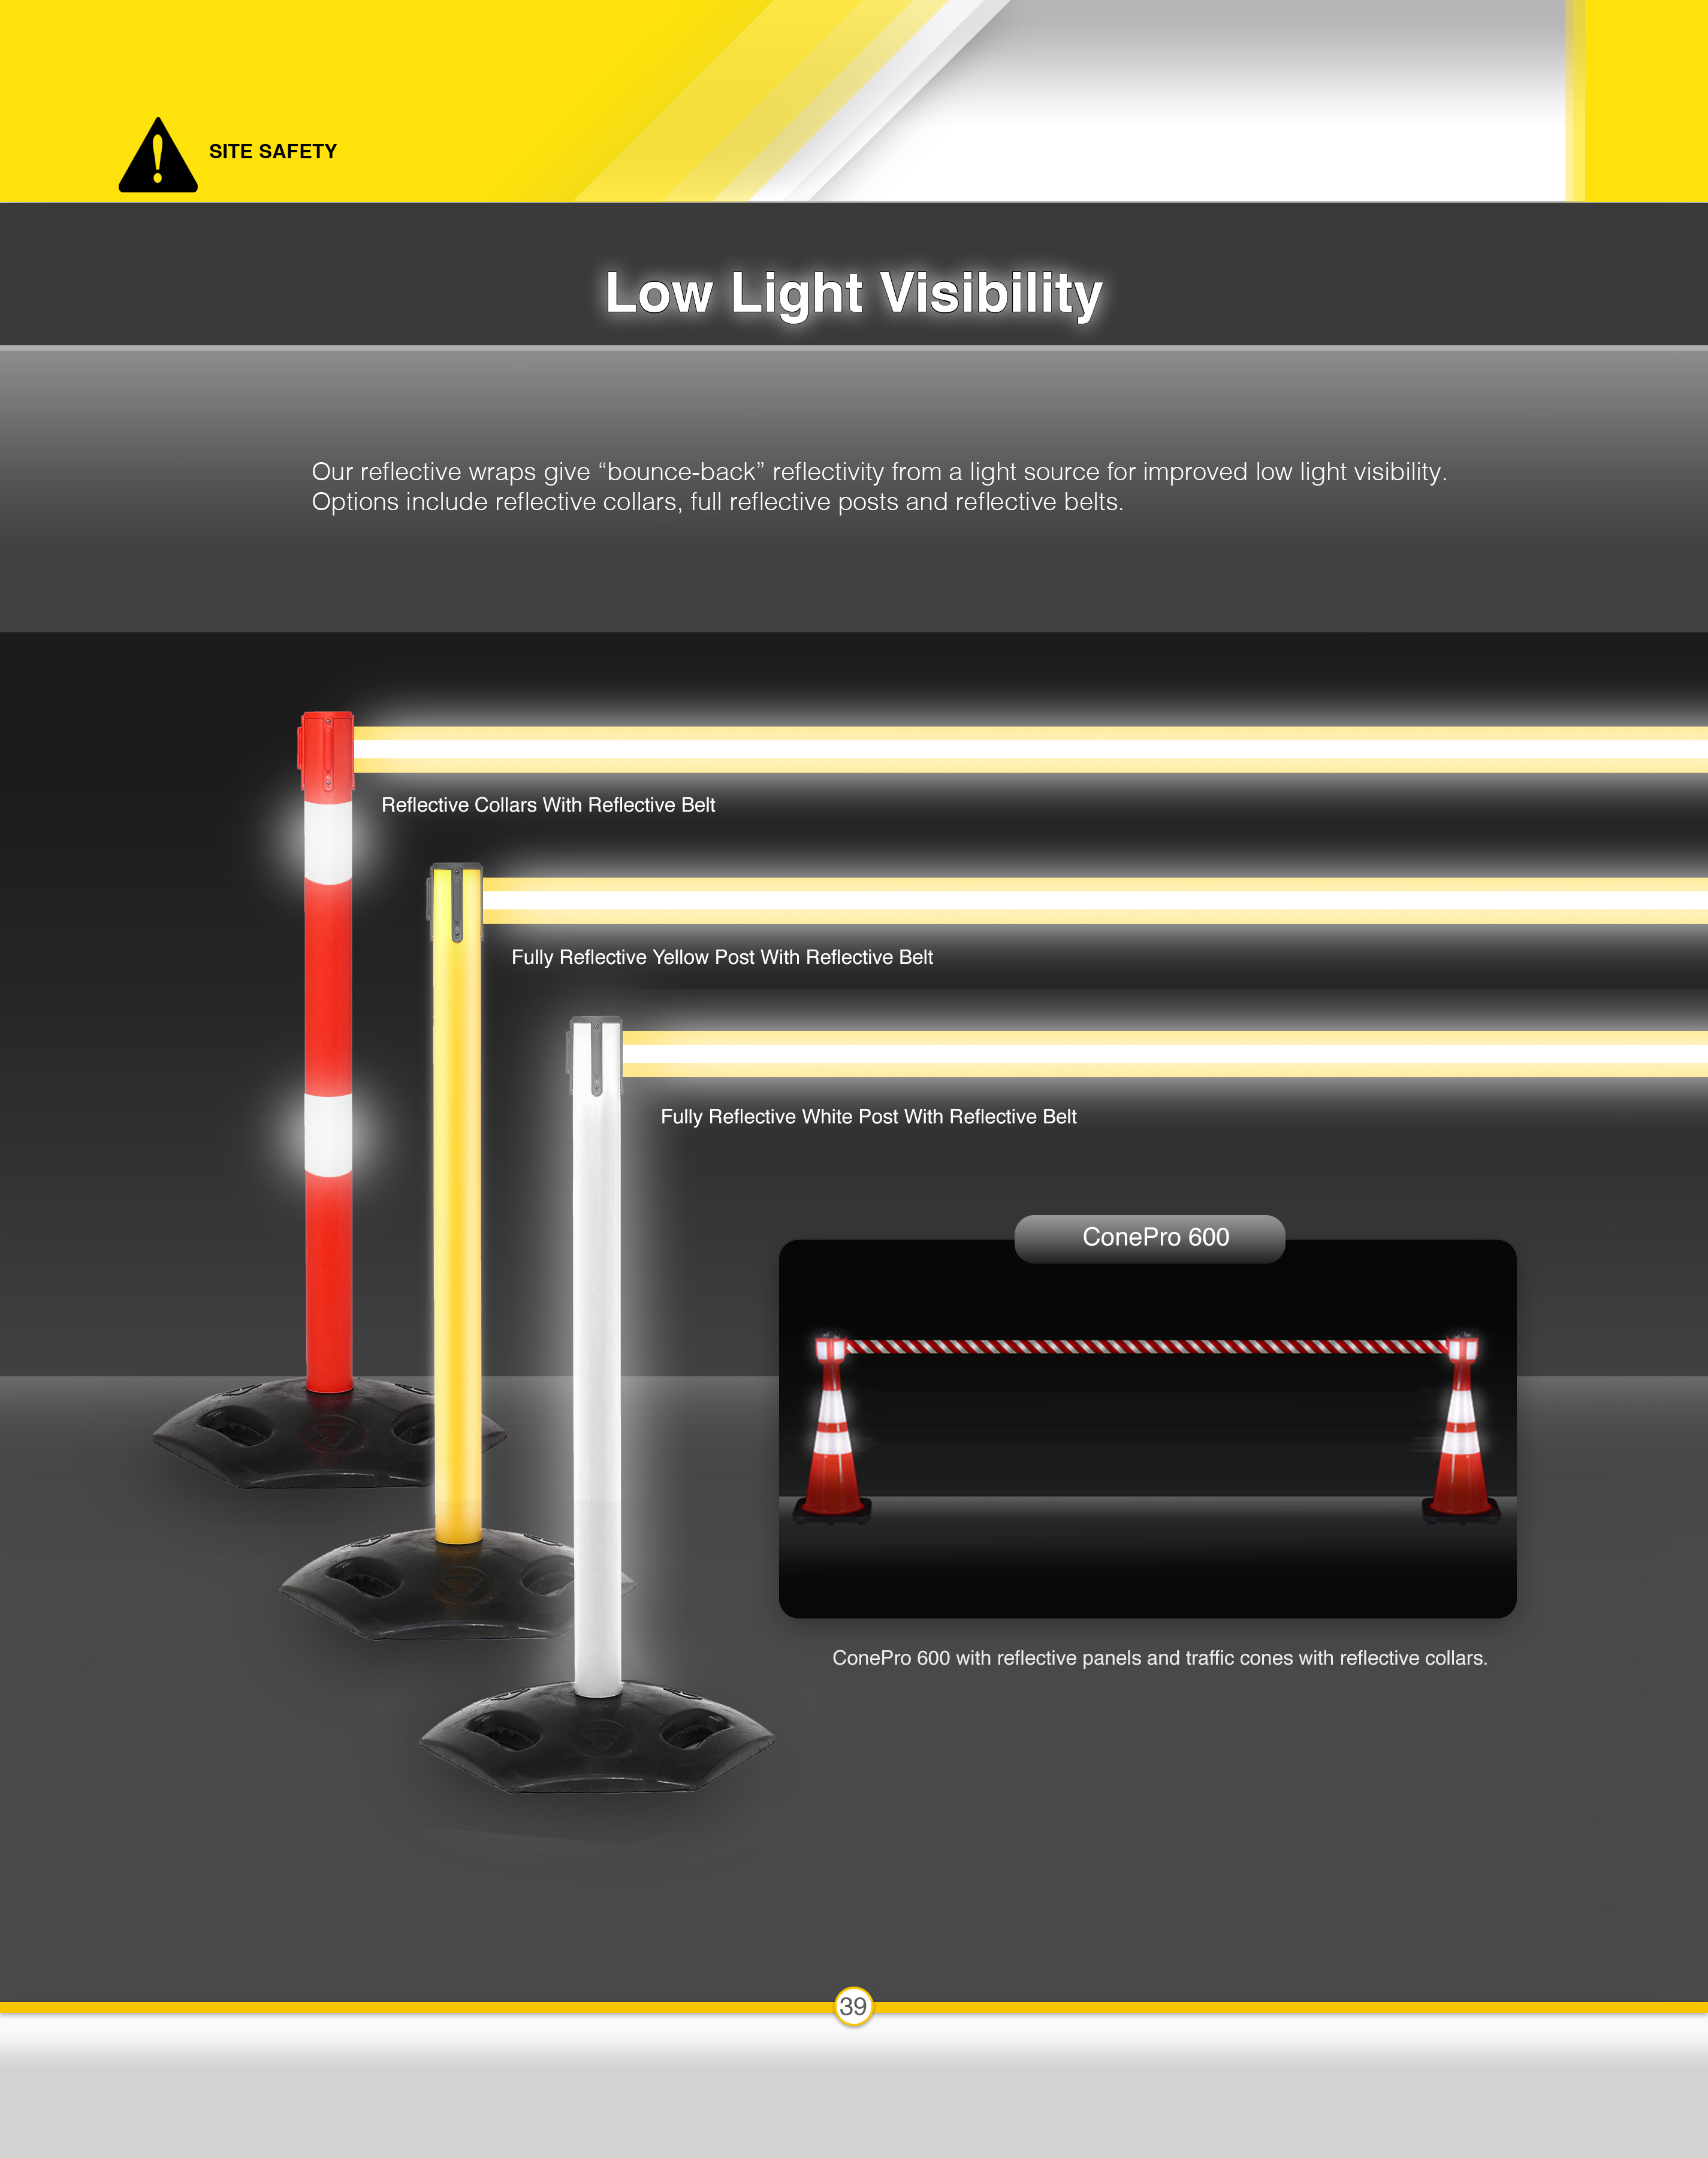 SITE SAFETY
Low Light Visibility
Our reflective wraps give “bounce-back” reflectivity from a light source for improved low light visibility.
Options include reflective collars, full reflective posts and reflective belts.
Reflective Collars With Reflective Belt
Fully Reflective Yellow Post With Reflective Belt
Fully Reflective White Post With Reflective Belt
ConePro 600
ConePro 600 with reflective panels and traffic cones with reflective collars.
39